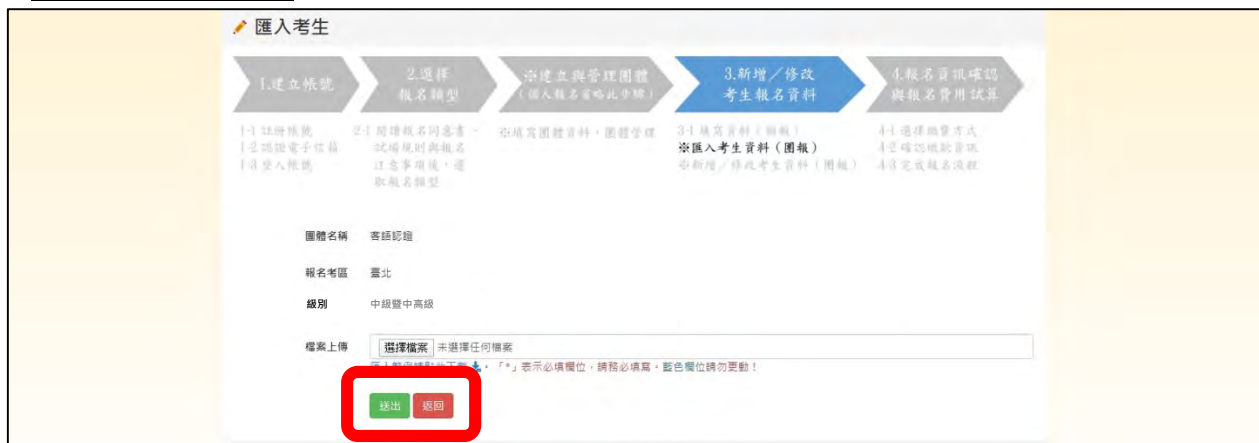 匯入考生
1.建立帳號
2.選擇
報名類型
※建立與管理團體
(個人報名省略此步驟)
3.新增／修改
考生報名資料
4.報名資訊確認
與報名費用試算
1-1 註冊帳號
1-2 認證電子信箱
1-3 登入帳號
2-1 閱讀報名同意書、
試場規則與報名
注意事項後，選
取報名類型
※填寫團體資料、團體管理
3-1 填寫資料（個報）
※匯入考生資料（團報）
※新增／修改考生資料（團報）
4-1 選擇繳費方式
4-2 確認繳款資訊
4-3 完成報名流程
團體名稱 客語認證
報名考區 臺北
級別 中級暨中高級
檔案上傳 選擇檔案 未選擇任何檔案
匯入範例請點此下載 。「*」表示必填欄位，請務必填寫。藍色欄位請勿更動！
送出 返回